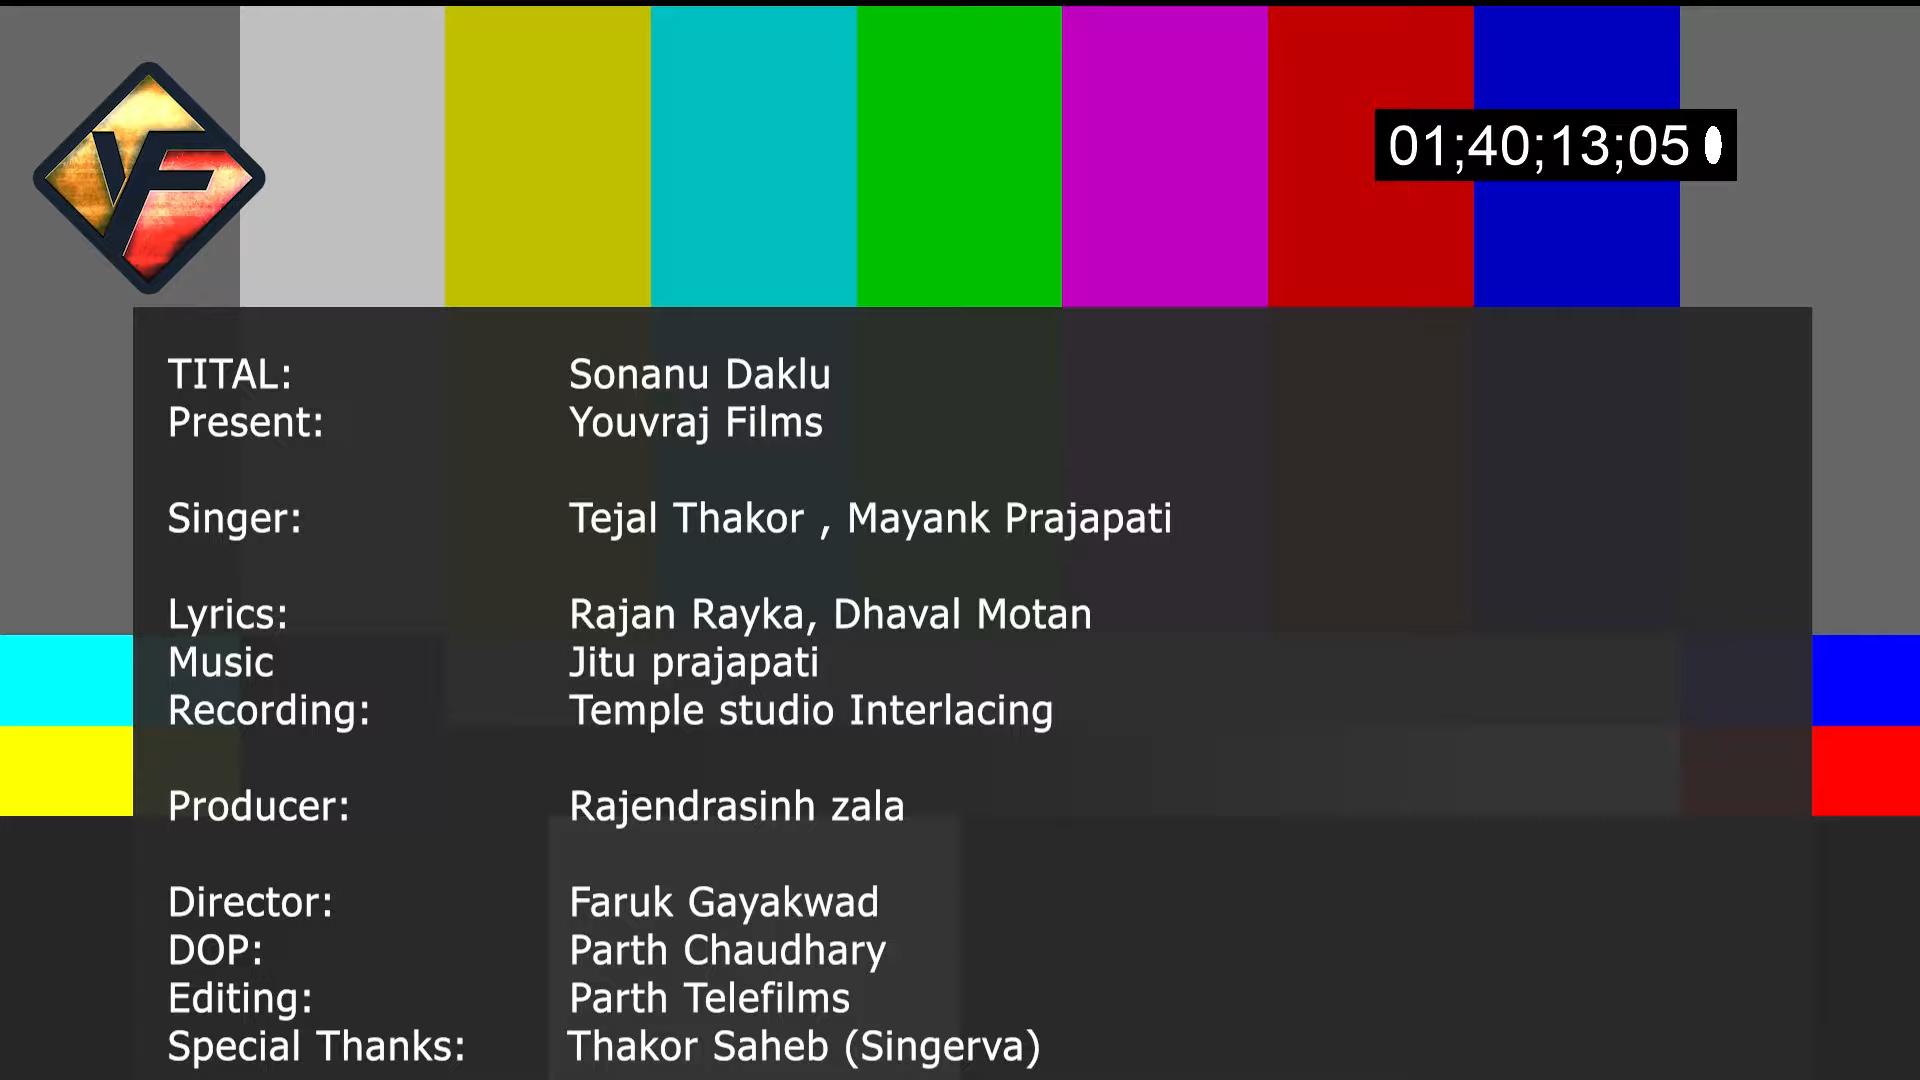 VF
01;40;13;05
TITAL: Sonanu Daklu
Present: Youvraj Films
Singer: Tejal Thakor , Mayank Prajapati
Lyrics: Rajan Rayka, Dhaval Motan
Music Jitu prajapati
Recording: Temple studio Interlacing
Producer: Rajendrasinh zala
Director: Faruk Gayakwad
DOP: Parth Chaudhary
Editing: Parth Telefilms
Special Thanks: Thakor Saheb (Singerva)